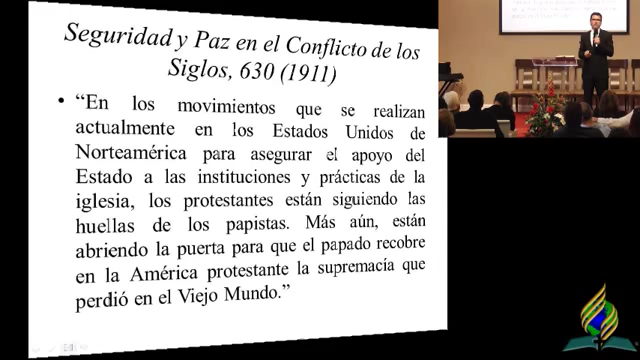 Seguridad y Paz en el Conflicto de los
Siglos, 630 (1911)
• “En los movimientos que se realizan
actualmente en los Estados Unidos de
Norteamérica para asegurar el apoyo del
Estado a las instituciones y prácticas de la
iglesia, los protestantes están siguiendo las
huellas de los papistas. Más aún, están
abriendo la puerta para que el papado recobre
en la América protestante la supremacía que
perdió en el Viejo Mundo.”